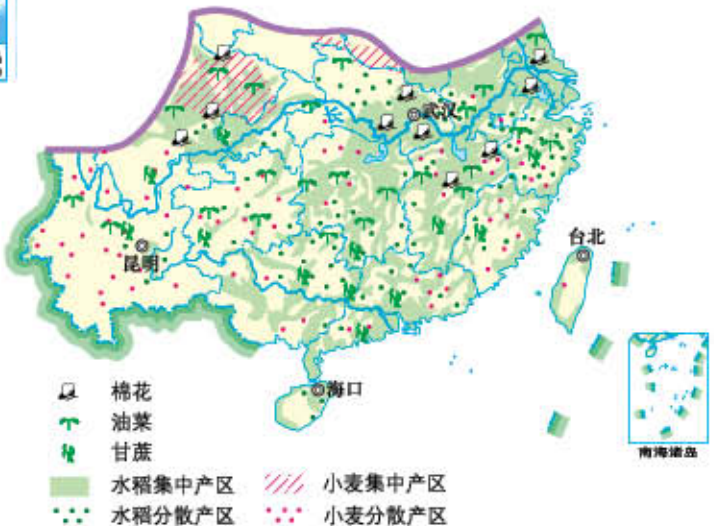 武汉
长
江
台北
昆明
海口
棉花
油菜
甘蔗
水稻集中产区
小麦集中产区
水稻分散产区
小麦分散产区
南海诸岛